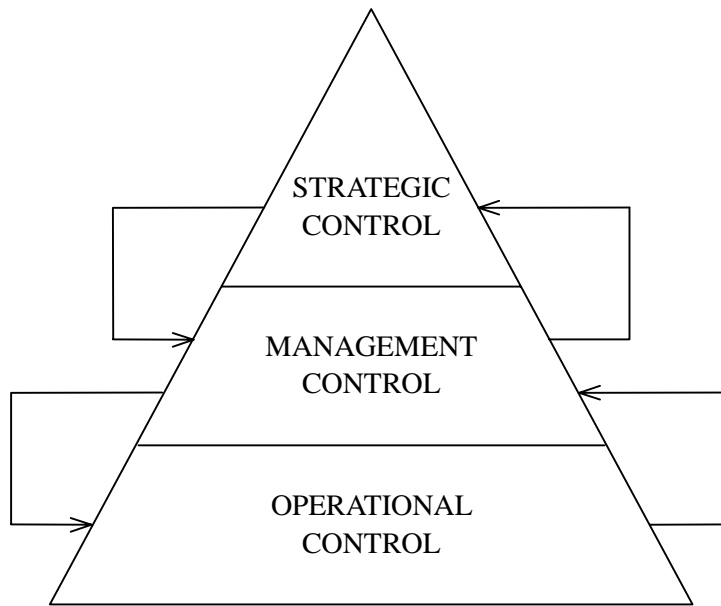 STRATEGIC
CONTROL
MANAGEMENT
CONTROL
OPERATIONAL
CONTROL